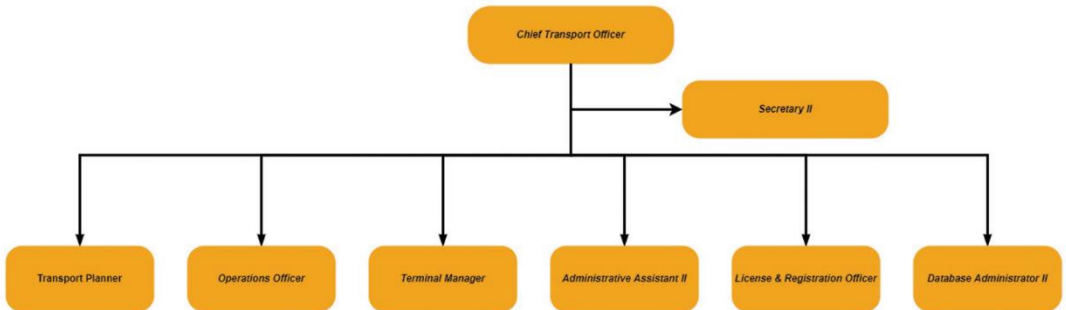 Chief Transport Officer
Secretary II
Transport Planner
Operations Officer
Terminal Manager
Administrative Assistant II
License & Registration Officer
Database Administrator II